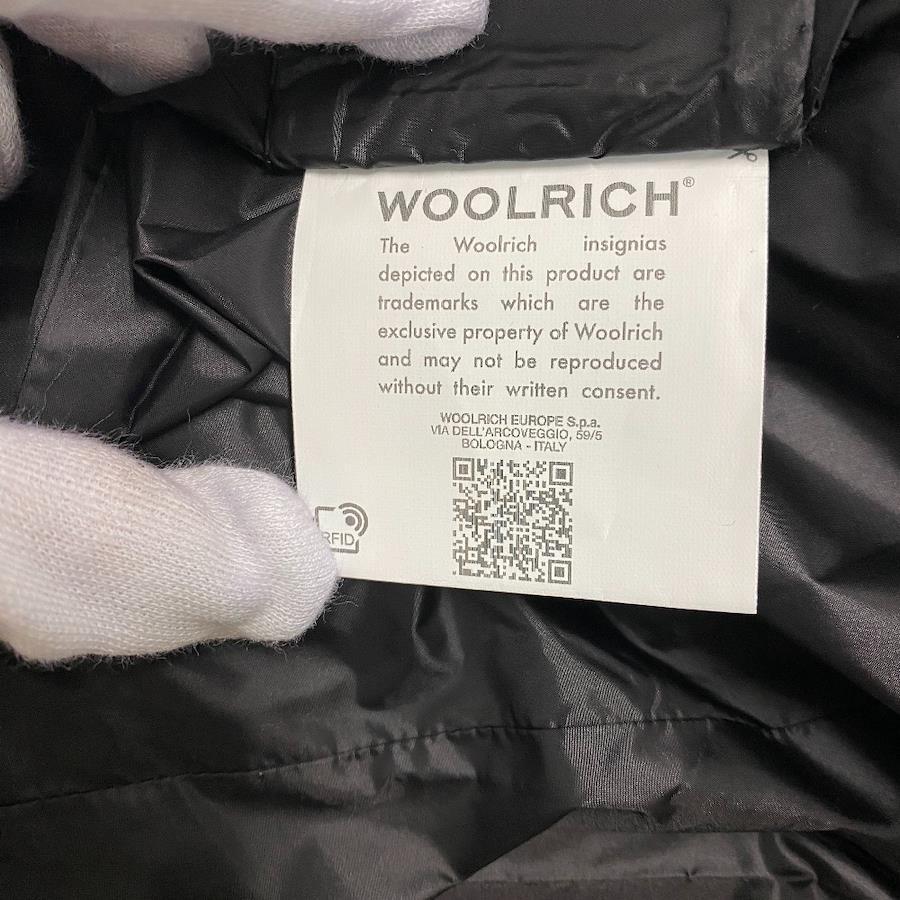 WOOLRICH®
The Woolrich insignias
depicted on this product are
trademarks which are the
exclusive property of Woolrich
and may not be reproduced
without their written consent.
WOOLRICH EUROPE S.p.a.
VIA DELL'ARCOVEGGIO, 59/5
BOLOGNA - ITALY
RFID